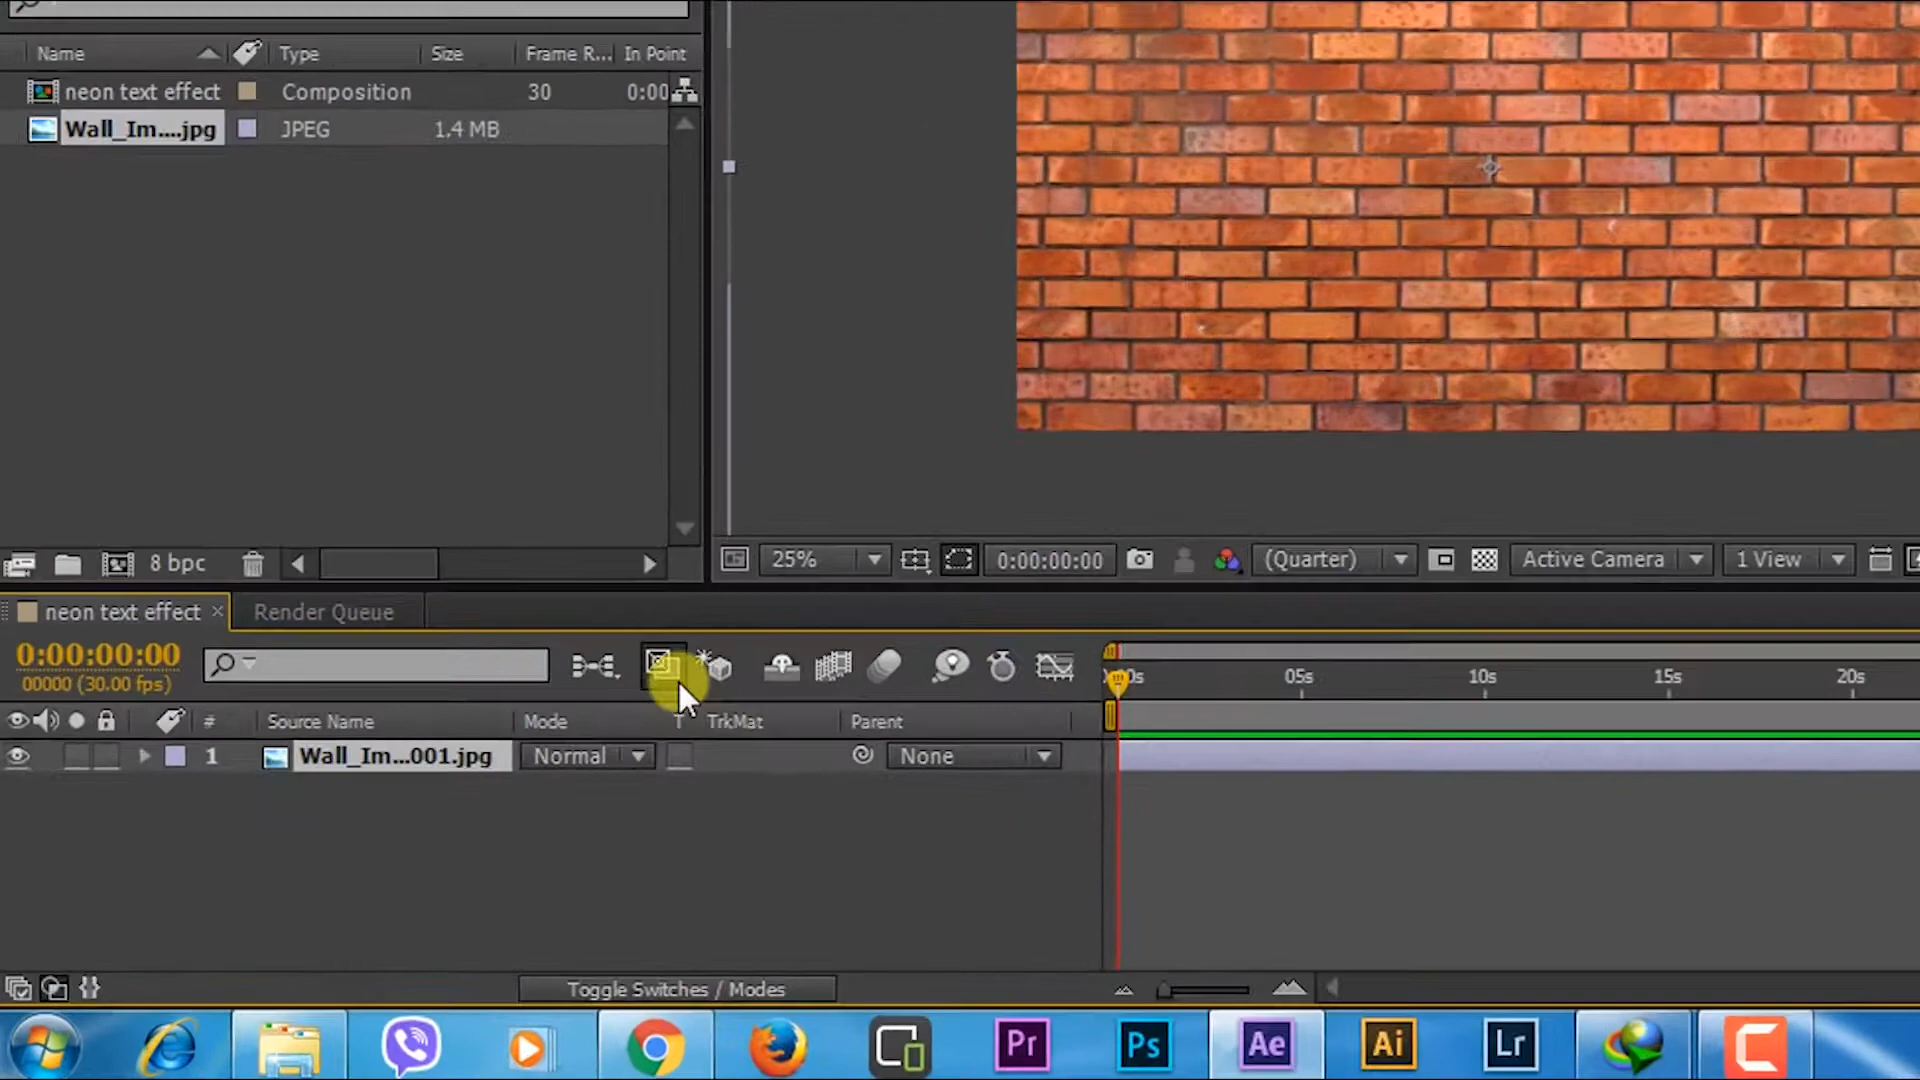 Name Type Size Frame R... In Point
neon text effect Composition 30 0:00
Wall_Im....jpg JPEG 1.4 MB
8 bpc
25% 0:00:00:00 (Quarter) Active Camera 1 View
neon text effect × Render Queue
0:00:00:00
00000 (30.00 fps)
05s 10s 15s 20s
# Source Name Mode T TrkMat Parent
1 Wall_Im...001.jpg Normal None
Toggle Switches / Modes
Pr Ps Ae Ai Lr